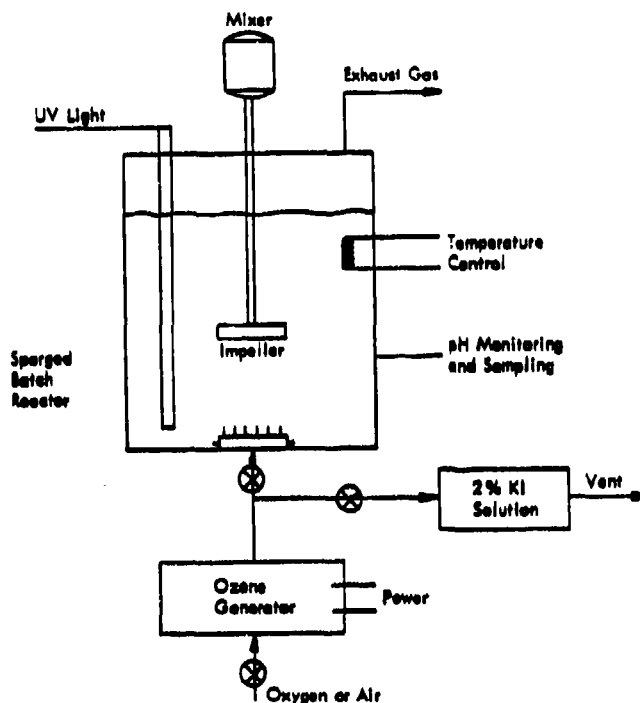 Mixer
Exhaust Gas
UV Light
Temperature
Control
Impeller
pH Monitoring
and Sampling
Sparged
Batch
Reactor
2% KI
Solution
Vent
Ozone
Generator
Power
Oxygen or Air